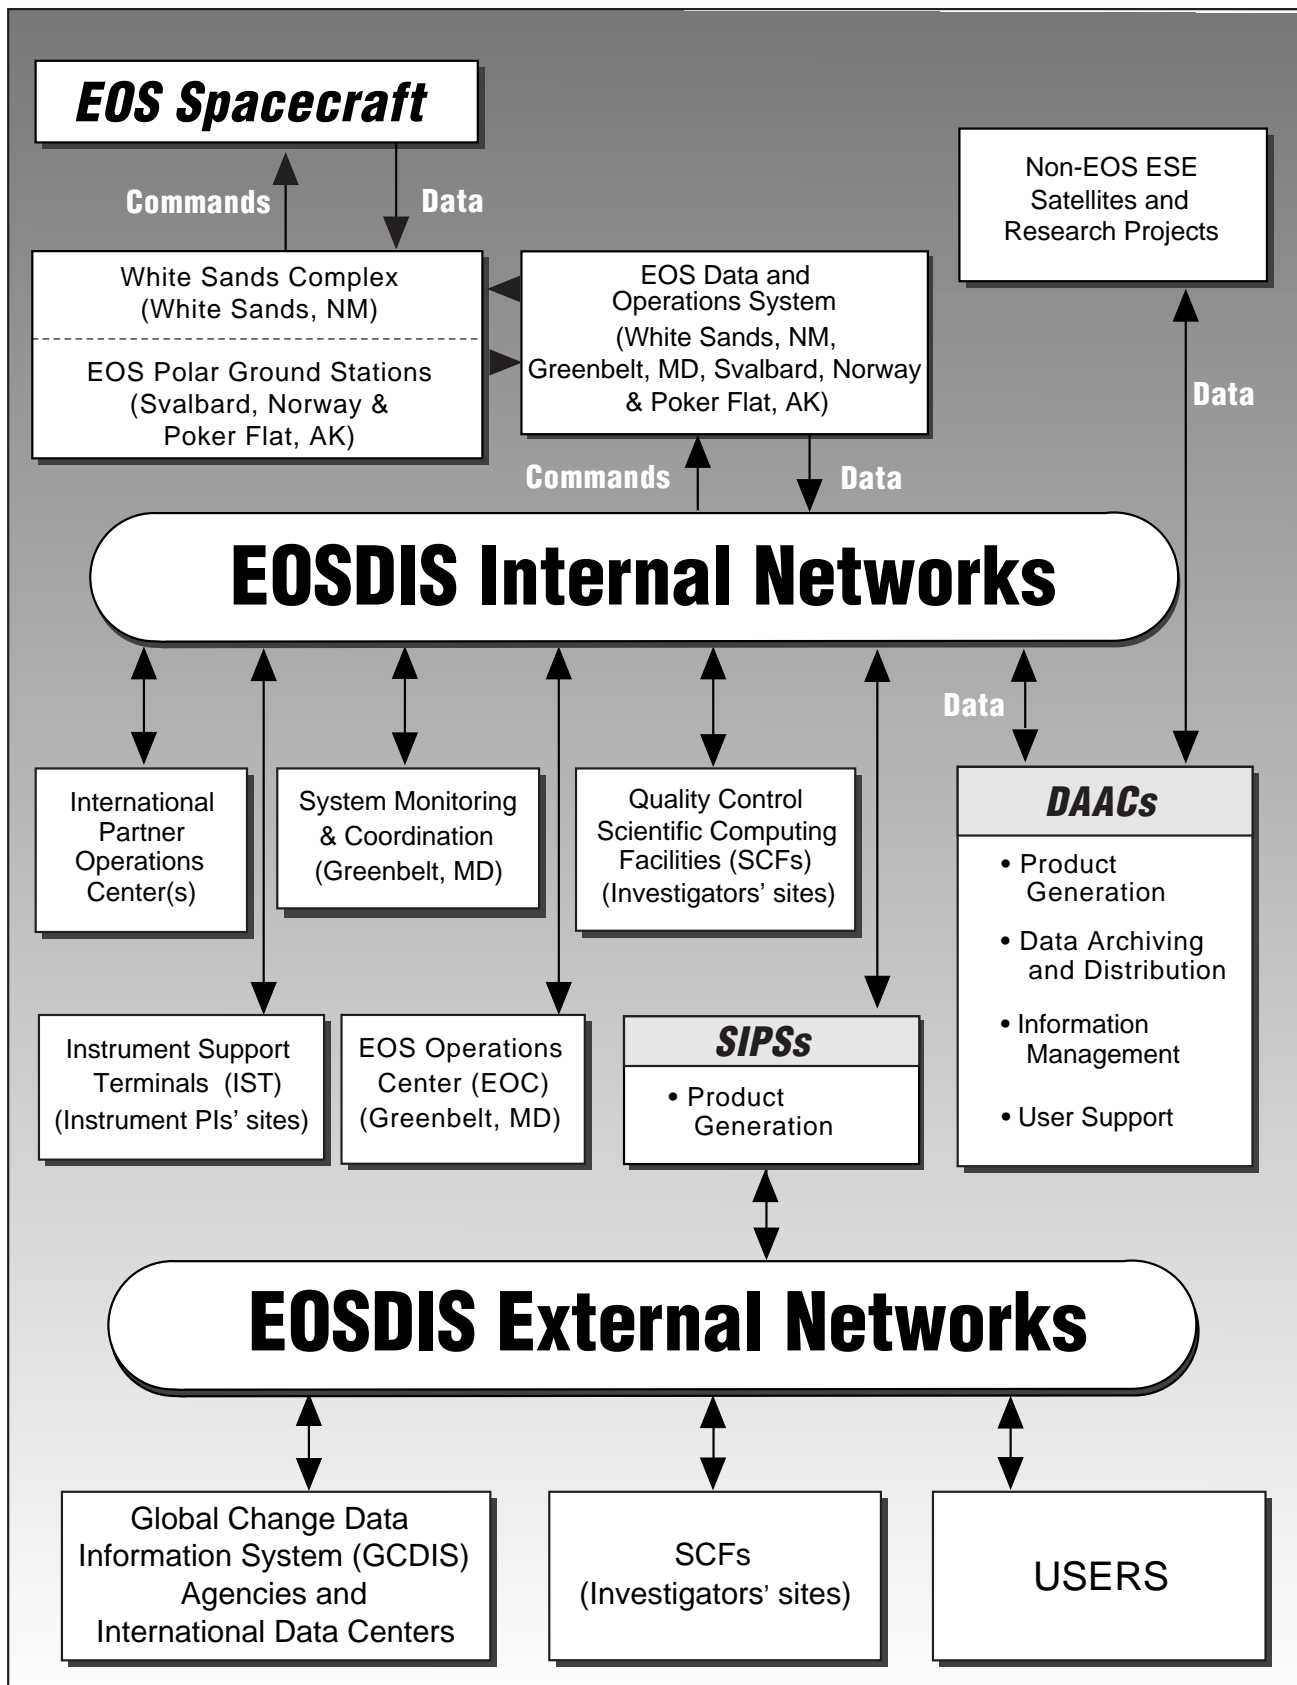 EOS Spacecraft
Commands
Data
Non-EOS ESE
Satellites and
Research Projects
White Sands Complex
(White Sands, NM)
EOS Polar Ground Stations
(Svalbard, Norway &
Poker Flat, AK)
EOS Data and
Operations System
(White Sands, NM,
Greenbelt, MD, Svalbard, Norway
& Poker Flat, AK)
Data
Commands
Data
EOSDIS Internal Networks
Data
International
Partner
Operations
Center(s)
System Monitoring
& Coordination
(Greenbelt, MD)
Quality Control
Scientific Computing
Facilities (SCFs)
(Investigators’ sites)
DAACs
• Product
Generation
• Data Archiving
and Distribution
• Information
Management
• User Support
Instrument Support
Terminals (IST)
(Instrument PIs’ sites)
EOS Operations
Center (EOC)
(Greenbelt, MD)
SIPSs
• Product
Generation
EOSDIS External Networks
Global Change Data
Information System (GCDIS)
Agencies and
International Data Centers
SCFs
(Investigators’ sites)
USERS